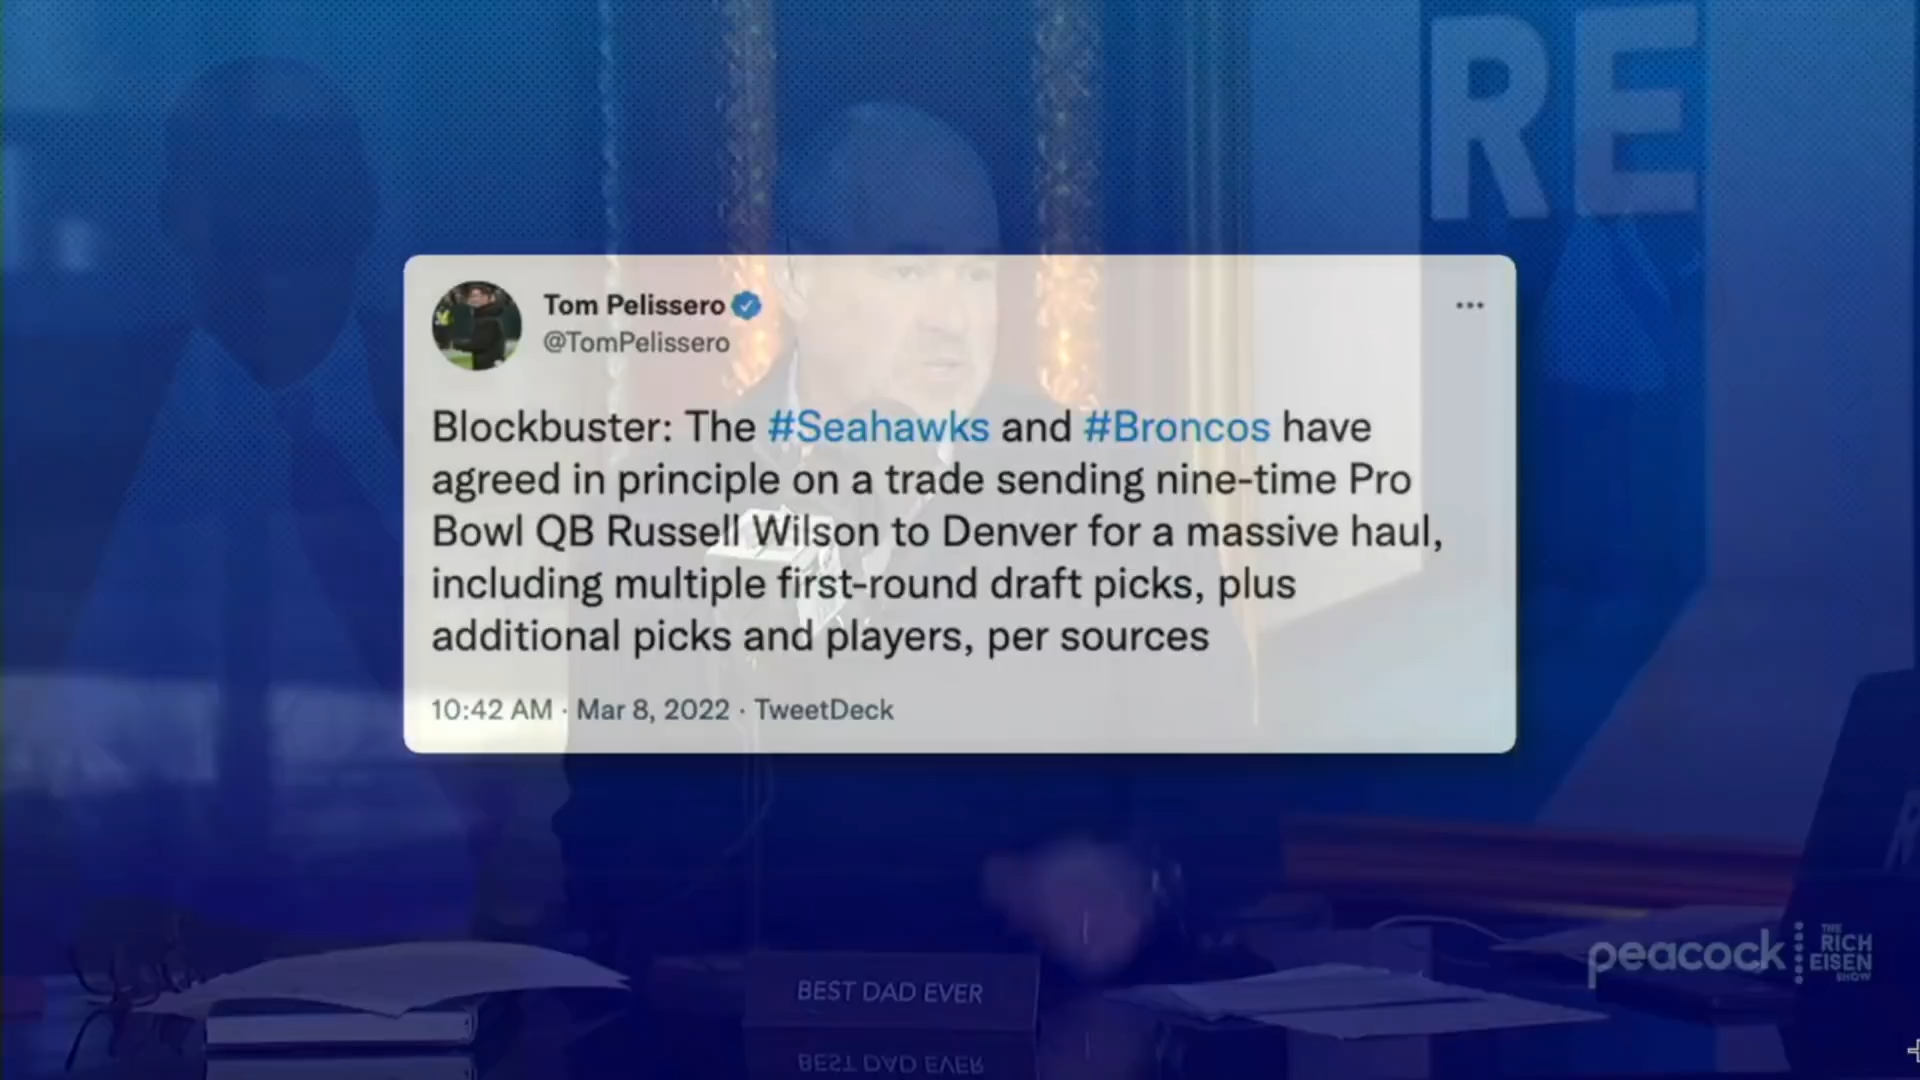 RE
Tom Pelissero
@TomPelissero
Blockbuster: The #Seahawks and #Broncos have
agreed in principle on a trade sending nine-time Pro
Bowl QB Russell Wilson to Denver for a massive haul,
including multiple first-round draft picks, plus
additional picks and players, per sources
10:42 AM · Mar 8, 2022 · TweetDeck
peacock
THE
RICH
EISEN
SHOW
BEST DAD EVER